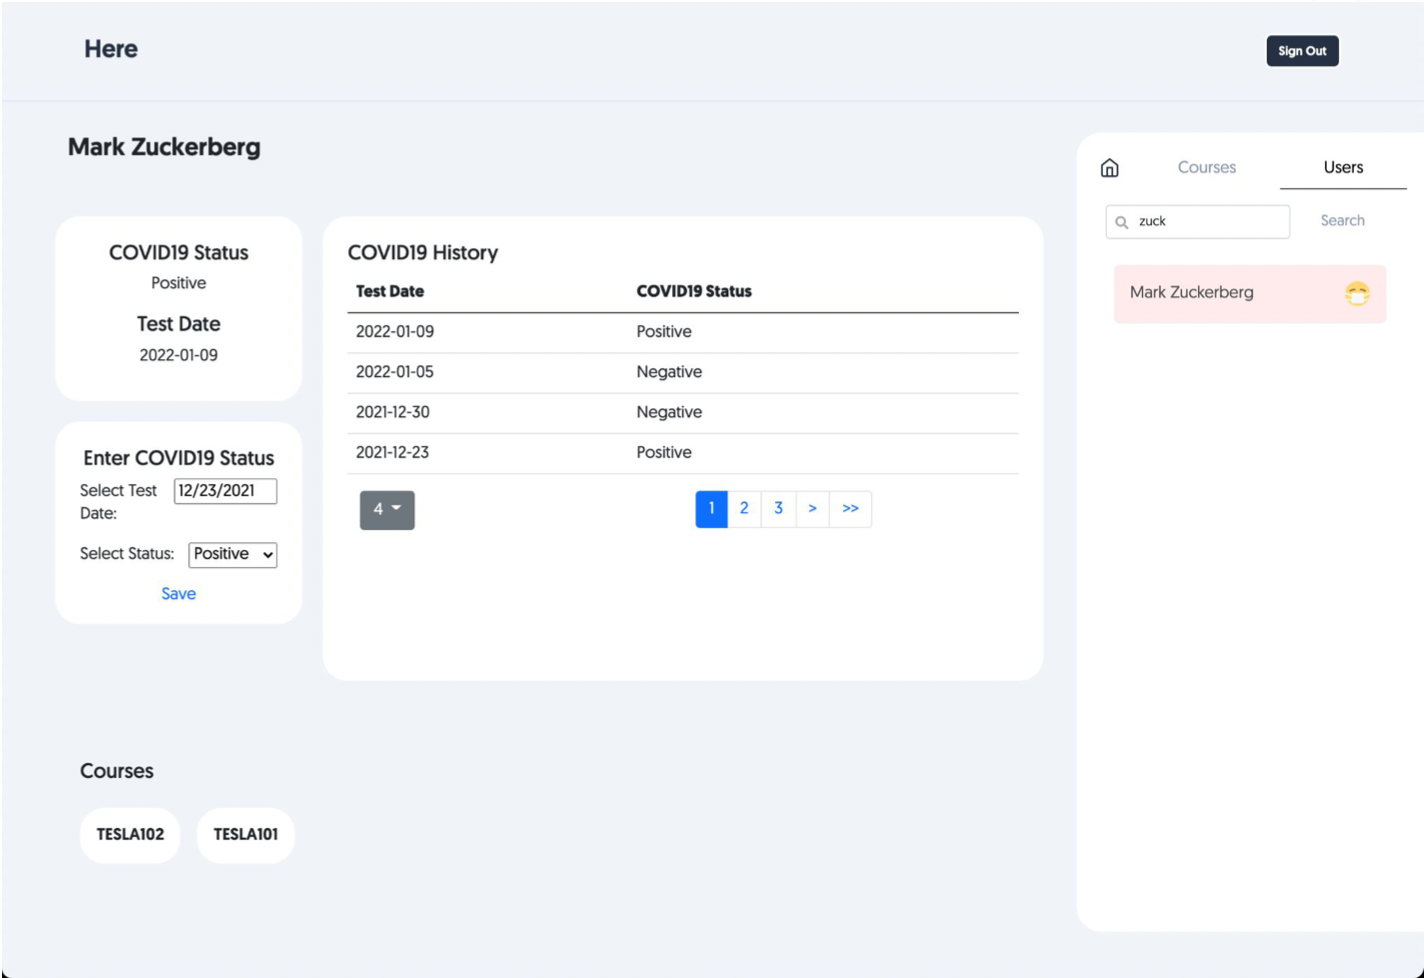 Here
Sign Out
Mark Zuckerberg
COVID19 Status
Positive
Test Date
2022-01-09
Enter COVID19 Status
Select Test Date:
12/23/2021
Select Status:
Positive
Save
COVID19 History
Test Date COVID19 Status
2022-01-09 Positive
2022-01-05 Negative
2021-12-30 Negative
2021-12-23 Positive
4
1 2 3 > >>
Courses
TESLA102 TESLA101
Courses Users
zuck Search
Mark Zuckerberg